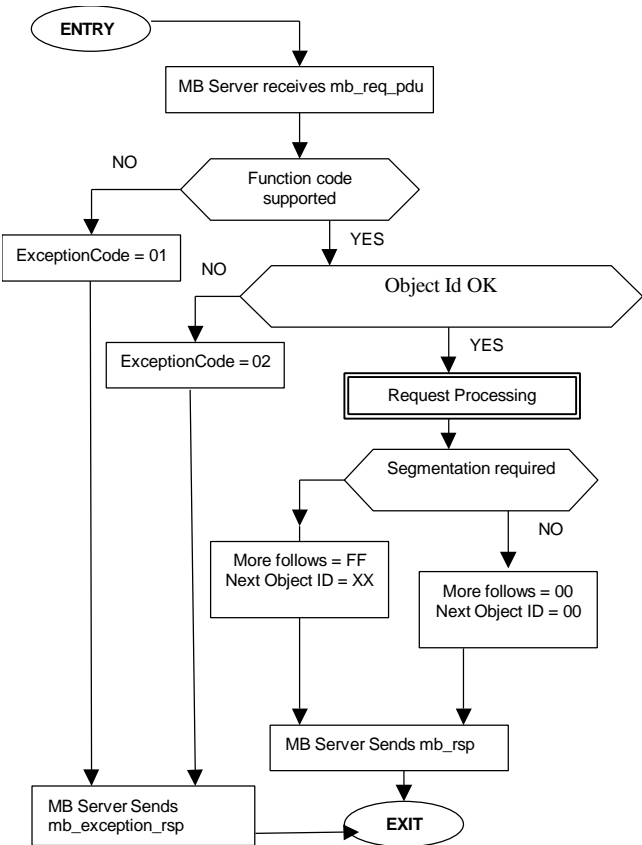 ENTRY
MB Server receives mb_req_pdu
NO
Function code
supported
YES
ExceptionCode = 01
NO
Object Id OK
YES
ExceptionCode = 02
Request Processing
Segmentation required
NO
More follows = FF
Next Object ID = XX
More follows = 00
Next Object ID = 00
MB Server Sends mb_rsp
MB Server Sends
mb_exception_rsp
EXIT